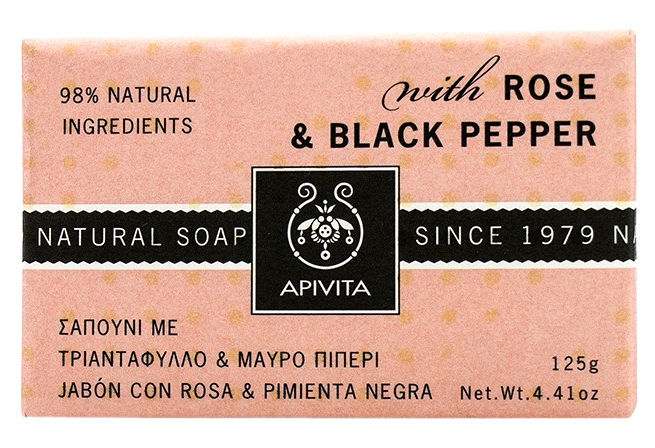 98% NATURAL
INGREDIENTS
with ROSE
& BLACK PEPPER
NATURAL SOAP
APIVITA
SINCE 1979 NA
ΣΑΠΟΥΝΙ ΜΕ
ΤΡΙΑΝΤΑΦΥΛΛΟ & ΜΑΥΡΟ ΠΙΠΕΡΙ
JABÓN CON ROSA & PIMIENTA NEGRA
125g
Net.Wt.4.41oz